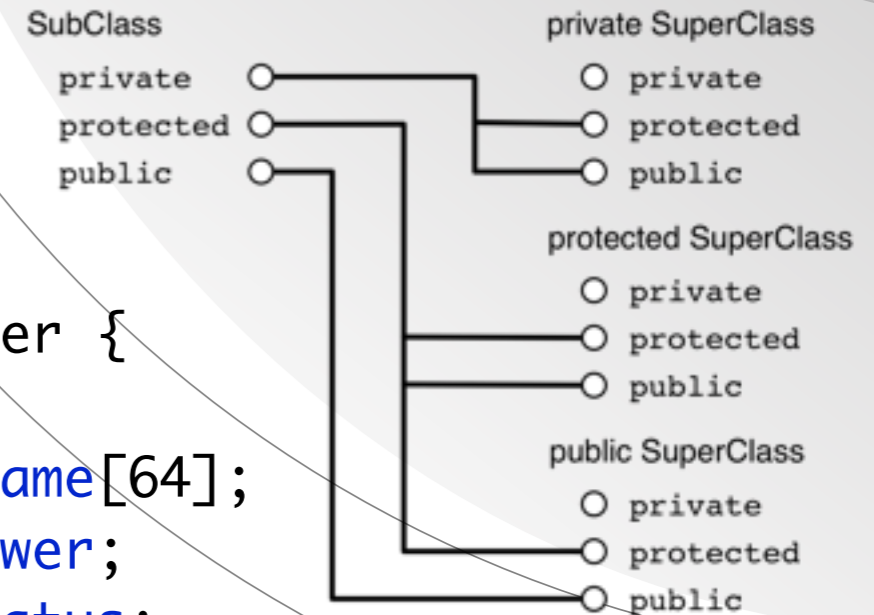 SubClass
private
protected
public
private SuperClass
private
protected
public
protected SuperClass
private
protected
public
public SuperClass
private
protected
public
er {
ame[64];
wer;